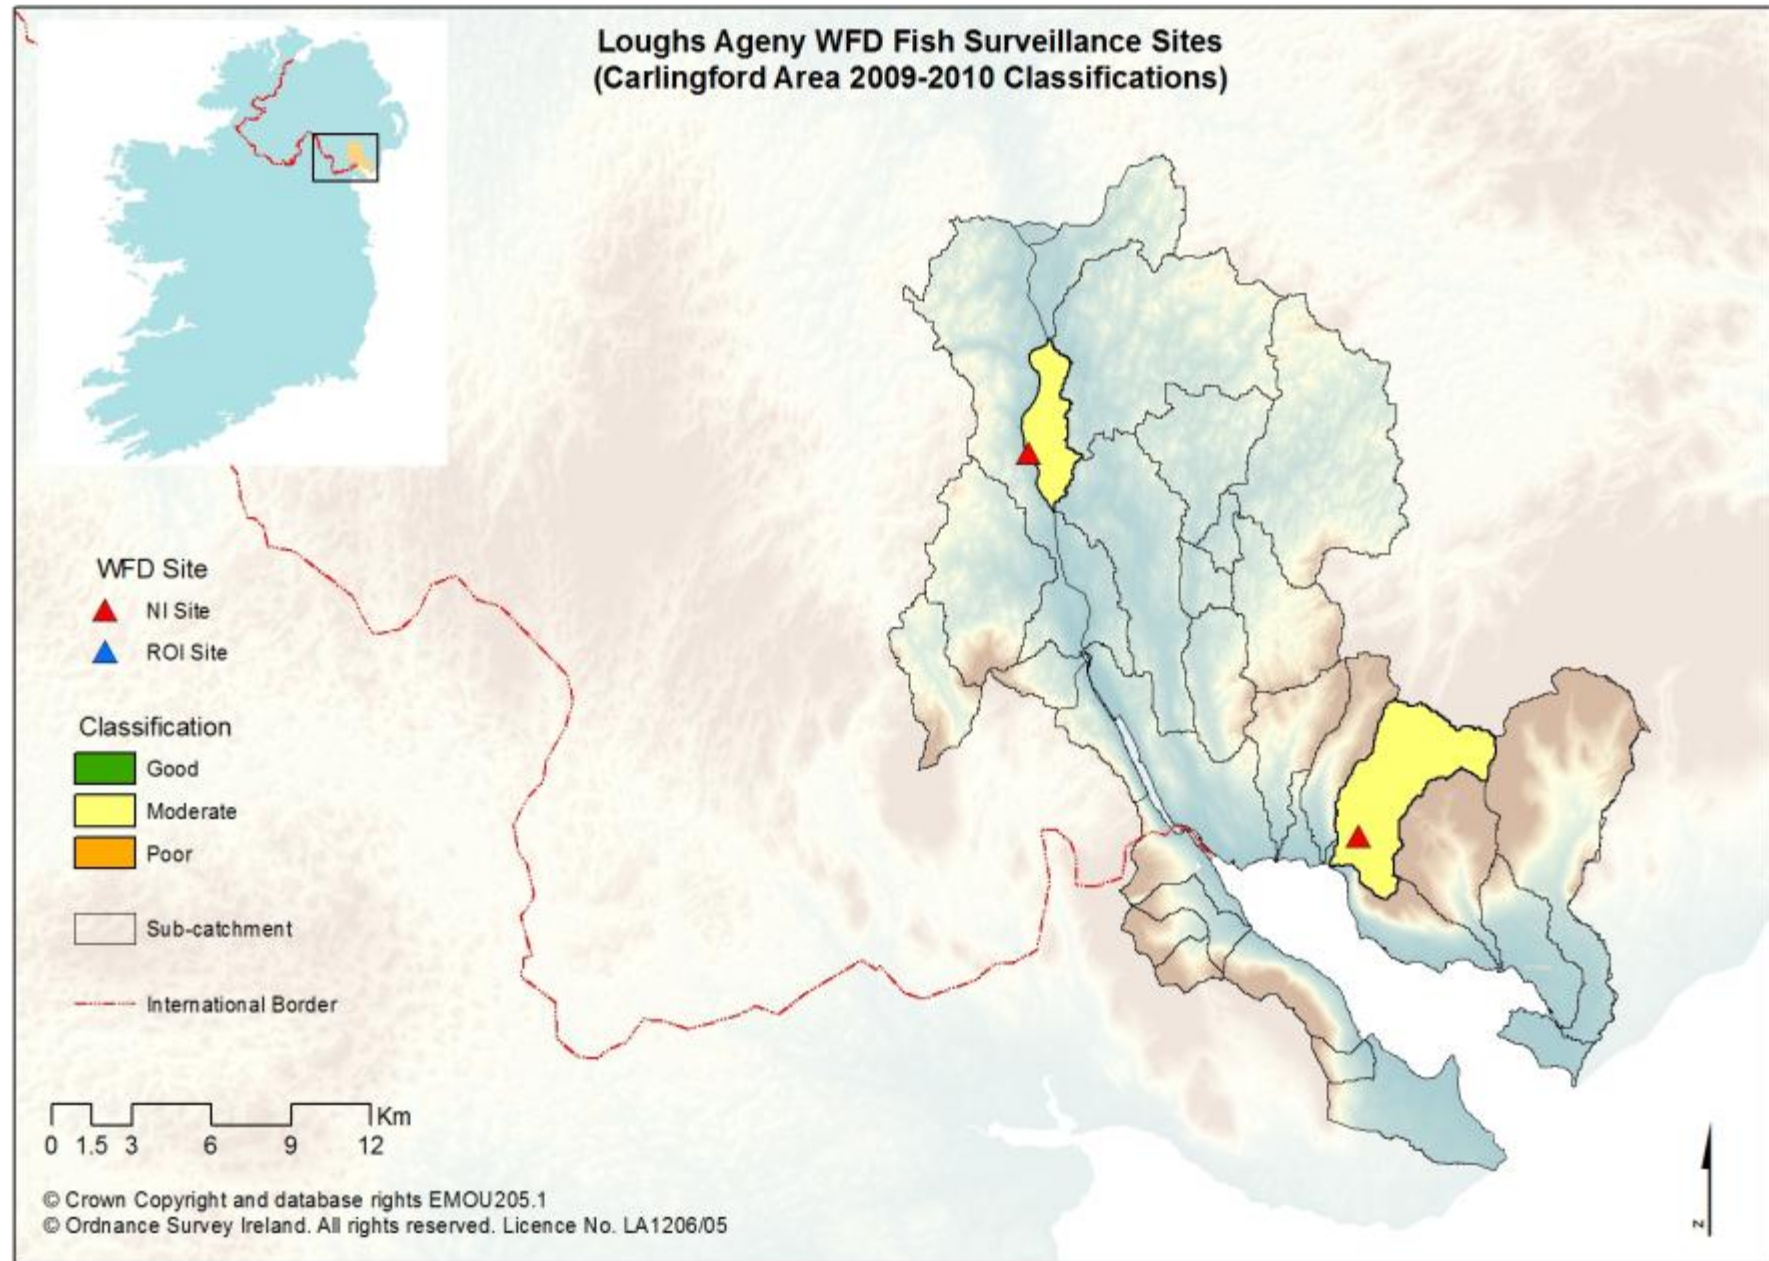 Loughs Ageny WFD Fish Surveillance Sites
(Carlingford Area 2009-2010 Classifications)
WFD Site
NI Site
ROI Site
Classification
Good
Moderate
Poor
Sub-catchment
International Border
Km
0 1.5 3 6 9 12
© Crown Copyright and database rights EMOU205.1
© Ordnance Survey Ireland. All rights reserved. Licence No. LA1206/05
N